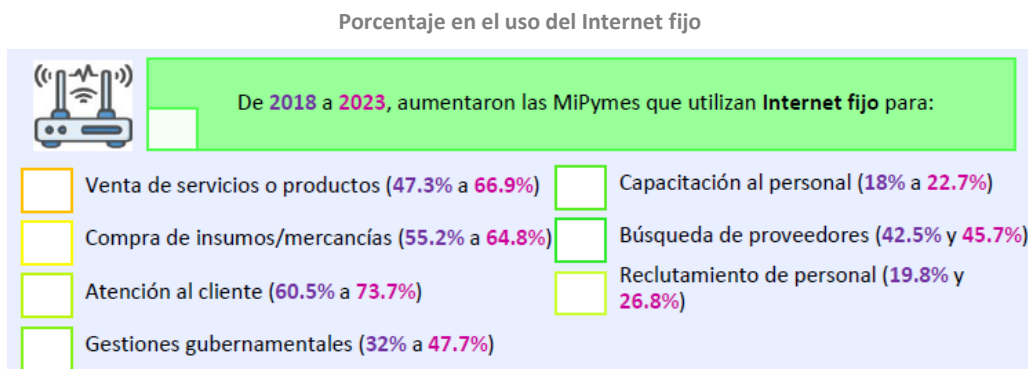 Porcentaje en el uso del Internet fijo
De 2018 a 2023, aumentaron las MiPymes que utilizan Internet fijo para:
Venta de servicios o productos (47.3% a 66.9%)
Compra de insumos/mercancías (55.2% a 64.8%)
Atención al cliente (60.5% a 73.7%)
Gestiones gubernamentales (32% a 47.7%)
Capacitación al personal (18% a 22.7%)
Búsqueda de proveedores (42.5% y 45.7%)
Reclutamiento de personal (19.8% y
26.8%)